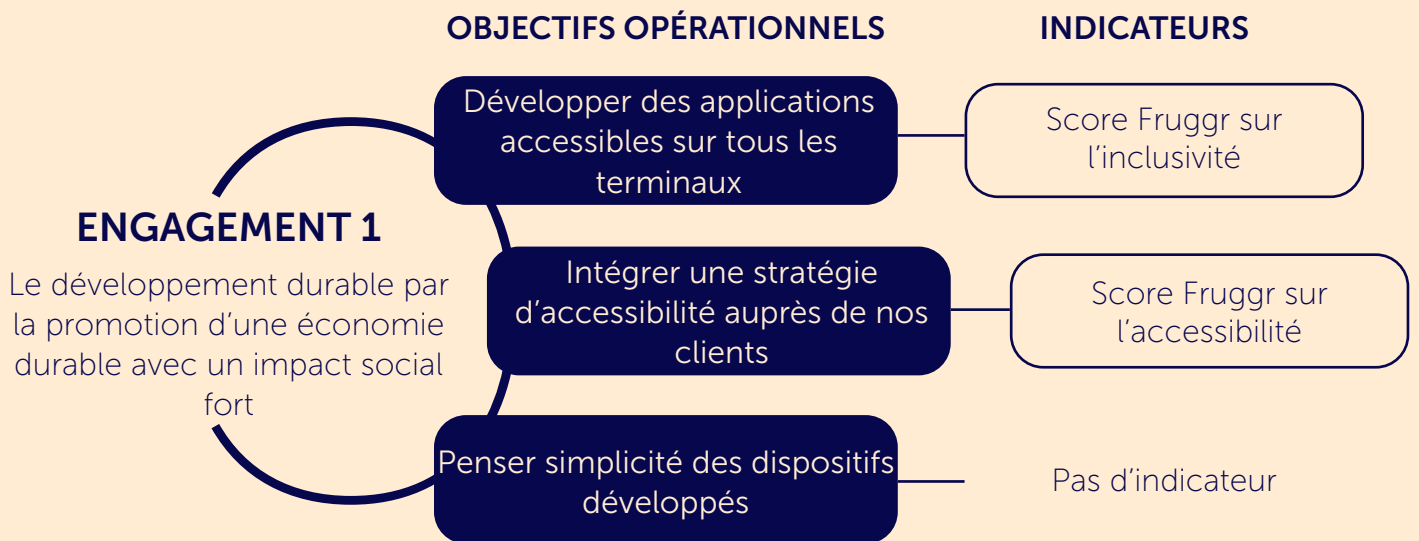 OBJECTIFS OPÉRATIONNELS
INDICATEURS
ENGAGEMENT 1
Le développement durable par
la promotion d'une économie
durable avec un impact social
fort
Développer des applications
accessibles sur tous les
terminaux
Score Fruggr sur
l'inclusivité
Intégrer une stratégie
d'accessibilité auprès de nos
clients
Score Fruggr sur
l'accessibilité
Penser simplicité des dispositifs
développés
Pas d'indicateur